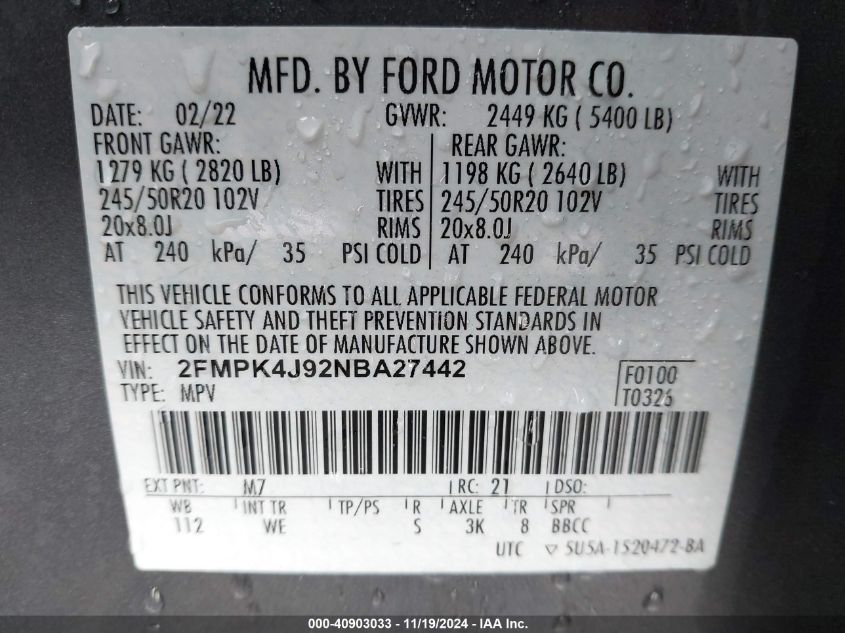 MFD. BY FORD MOTOR CO.
DATE: 02/22 GVWR: 2449 KG ( 5400 LB)
FRONT GAWR: REAR GAWR:
1279 KG ( 2820 LB) WITH 1198 KG ( 2640 LB) WITH
245/50R20 102V TIRES 245/50R20 102V TIRES
20x8.0J RIMS 20x8.0J RIMS
AT 240 kPa/ 35 PSI COLD AT 240 kPa/ 35 PSI COLD
THIS VEHICLE CONFORMS TO ALL APPLICABLE FEDERAL MOTOR
VEHICLE SAFETY AND THEFT PREVENTION STANDARDS IN
EFFECT ON THE DATE OF MANUFACTURE SHOWN ABOVE.
VIN: 2FMPK4J92NBA27442 F0100
TYPE: MPV T0326
EXT PNT: M7 RC: 21 DSO:
WB INT TR TP/PS R AXLE TR SPR
112 WE S 3K 8 BBCC
UTC ▽ 5U5A-1520472-BA
000-40903033 - 11/19/2024 - IAA Inc.